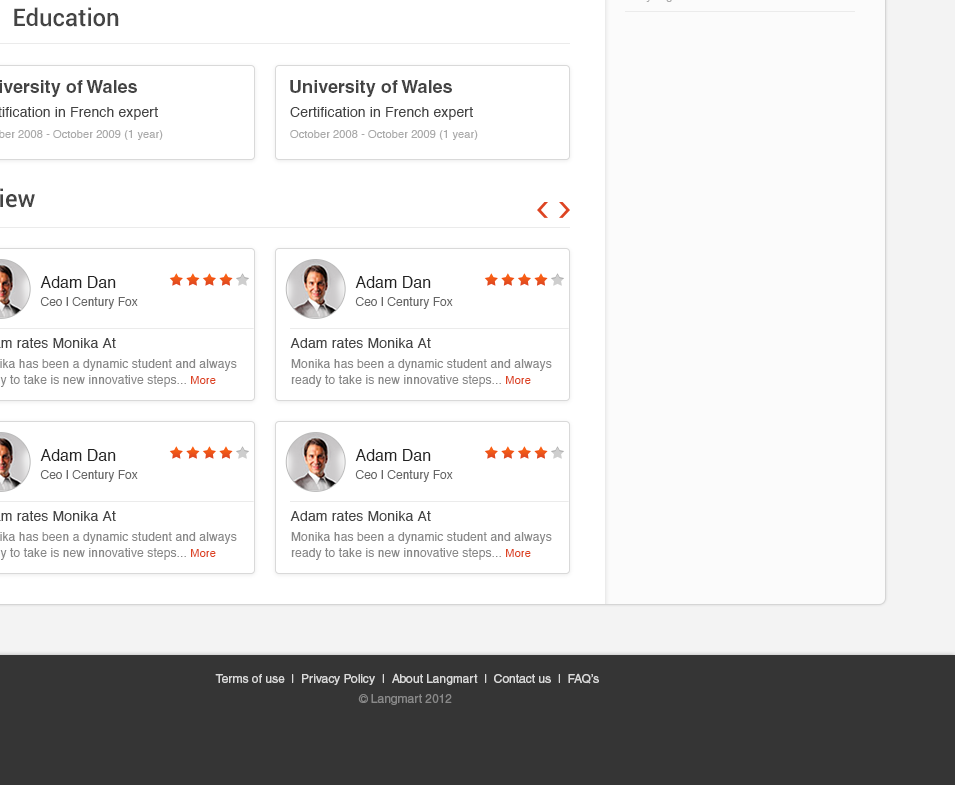 Education
iversity of Wales
University of Wales
tification in French expert
Certification in French expert
ber 2008 - October 2009 (1 year)
October 2008 - October 2009 (1 year)
iew
Adam Dan
Ceo I Century Fox
Adam Dan
Ceo I Century Fox
m rates Monika At
Adam rates Monika At
ika has been a dynamic student and always
y to take is new innovative steps... More
Monika has been a dynamic student and always
ready to take is new innovative steps... More
Adam Dan
Ceo I Century Fox
Adam Dan
Ceo I Century Fox
m rates Monika At
Adam rates Monika At
ika has been a dynamic student and always
y to take is new innovative steps... More
Monika has been a dynamic student and always
ready to take is new innovative steps... More
Terms of use I Privacy Policy I About Langmart I Contact us I FAQ's
© Langmart 2012